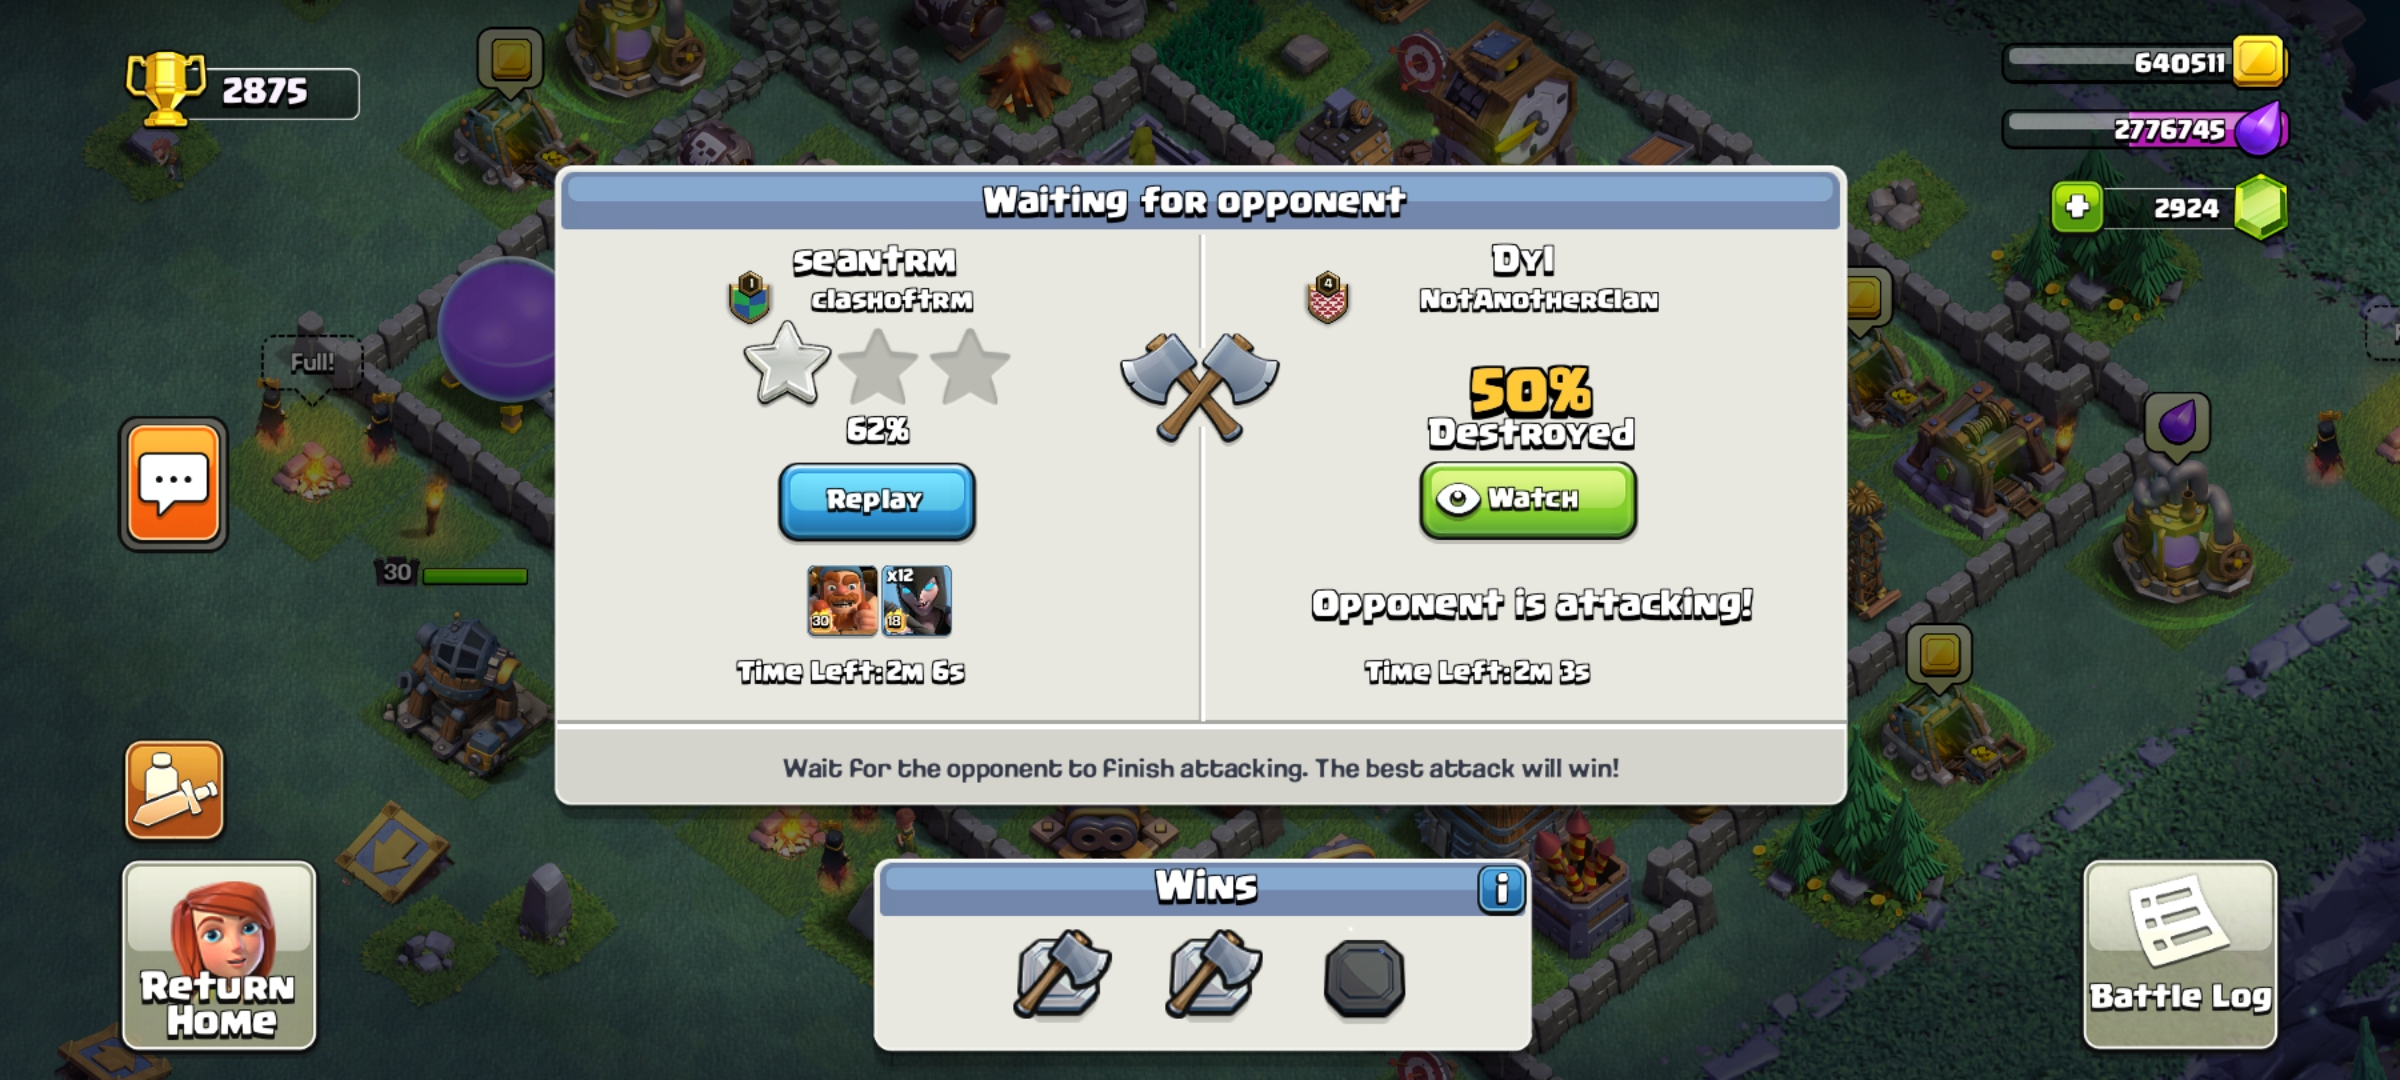 2875
640511
2776745
2924
Waiting for opponent
seantrm
clashoftrm
1
62%
Replay
30
x12
18
Time Left:2m 6s
Dyl
NotAnotherClan
4
50%
Destroyed
Watch
Opponent is attacking!
Time Left:2m 3s
Wait for the opponent to finish attacking. The best attack will win!
Full!
30
Wins
i
Return
Home
Battle Log